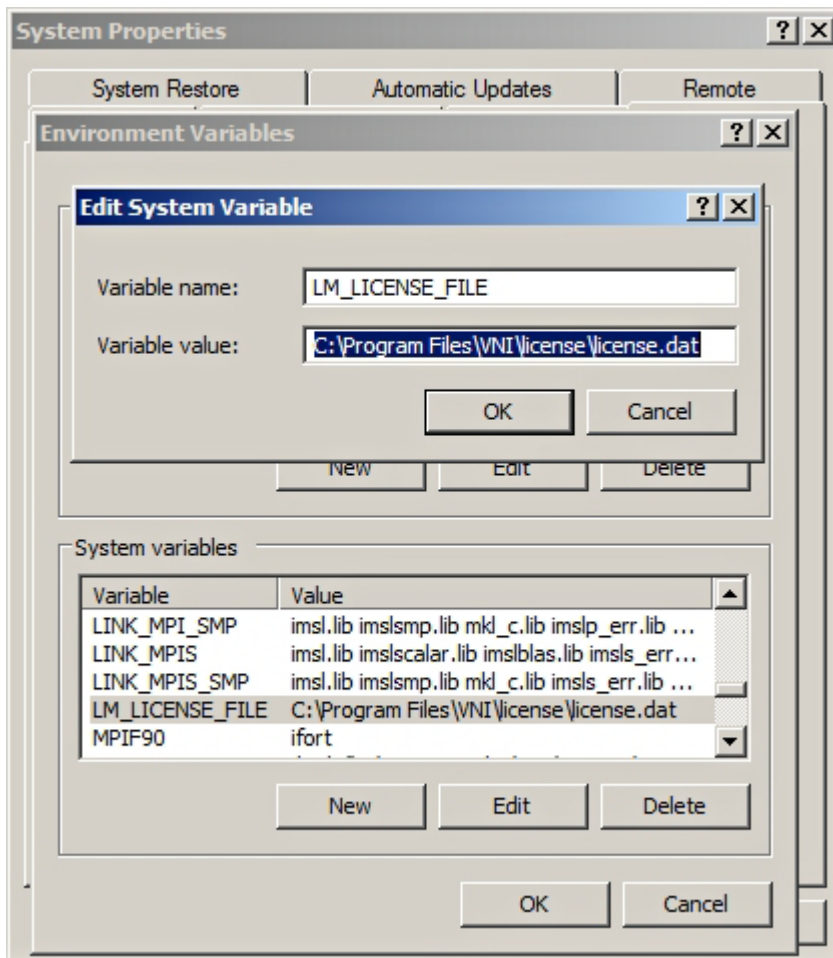 System Properties
System Restore Automatic Updates Remote
Environment Variables
Edit System Variable
Variable name: LM_LICENSE_FILE
Variable value: C:\Program Files\VNI\license\license.dat
OK Cancel
New Edit Delete
System variables
Variable Value
LINK_MPI_SMP imsl.lib imslsmp.lib mkl_c.lib imslp_err.lib ...
LINK_MPIS imsl.lib imslscalar.lib imslblas.lib imsls_err...
LINK_MPIS_SMP imsl.lib imslsmp.lib mkl_c.lib imsls_err.lib ...
LM_LICENSE_FILE C:\Program Files\VNI\license\license.dat
MPIF90 ifort
New Edit Delete
OK Cancel